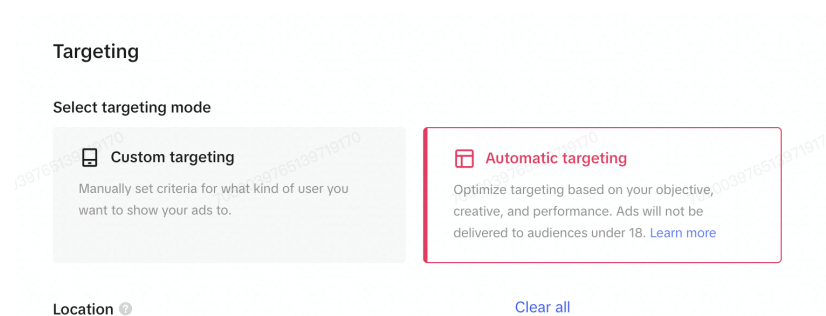 Targeting
Select targeting mode
Custom targeting
Manually set criteria for what kind of user you
want to show your ads to.
Automatic targeting
Optimize targeting based on your objective,
creative, and performance. Ads will not be
delivered to audiences under 18. Learn more
Location ?
Clear all